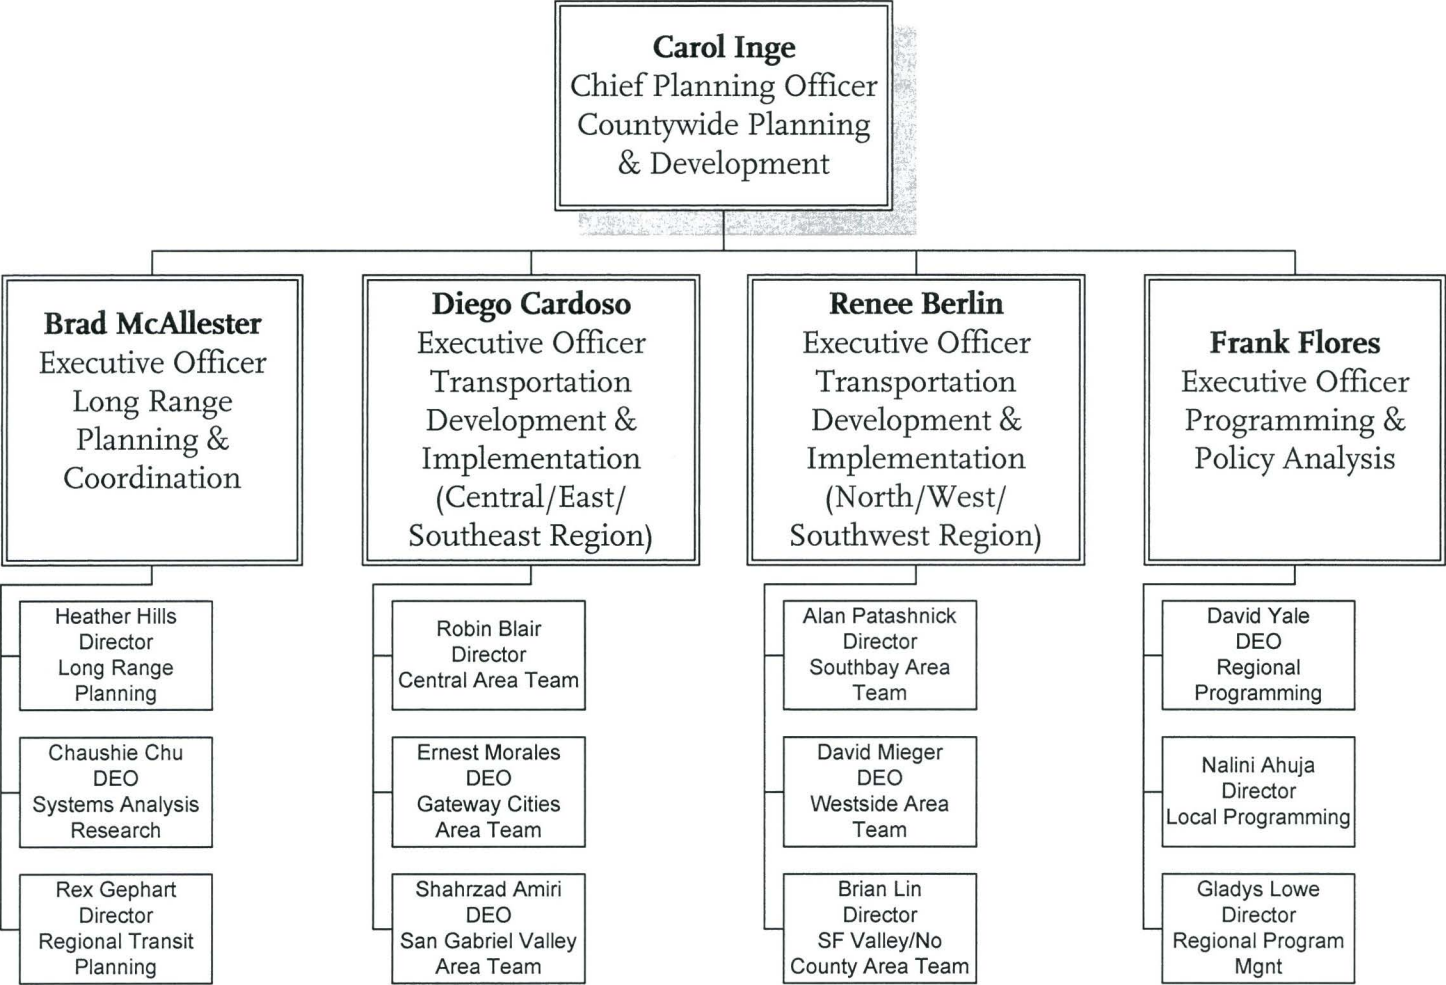 Carol Inge
Chief Planning Officer
Countywide Planning
& Development
Brad McAllester
Executive Officer
Long Range
Planning &
Coordination
Diego Cardoso
Executive Officer
Transportation
Development &
Implementation
(Central/East/
Southeast Region)
Renee Berlin
Executive Officer
Transportation
Development &
Implementation
(North/West/
Southwest Region)
Frank Flores
Executive Officer
Programming &
Policy Analysis
Heather Hills
Director
Long Range
Planning
Chaushie Chu
DEO
Systems Analysis
Research
Rex Gephart
Director
Regional Transit
Planning
Robin Blair
Director
Central Area Team
Ernest Morales
DEO
Gateway Cities
Area Team
Shahrzad Amiri
DEO
San Gabriel Valley
Area Team
Alan Patashnick
Director
Southbay Area
Team
David Mieger
DEO
Westside Area
Team
Brian Lin
Director
SF Valley/No
County Area Team
David Yale
DEO
Regional
Programming
Nalini Ahuja
Director
Local Programming
Gladys Lowe
Director
Regional Program
Mgnt